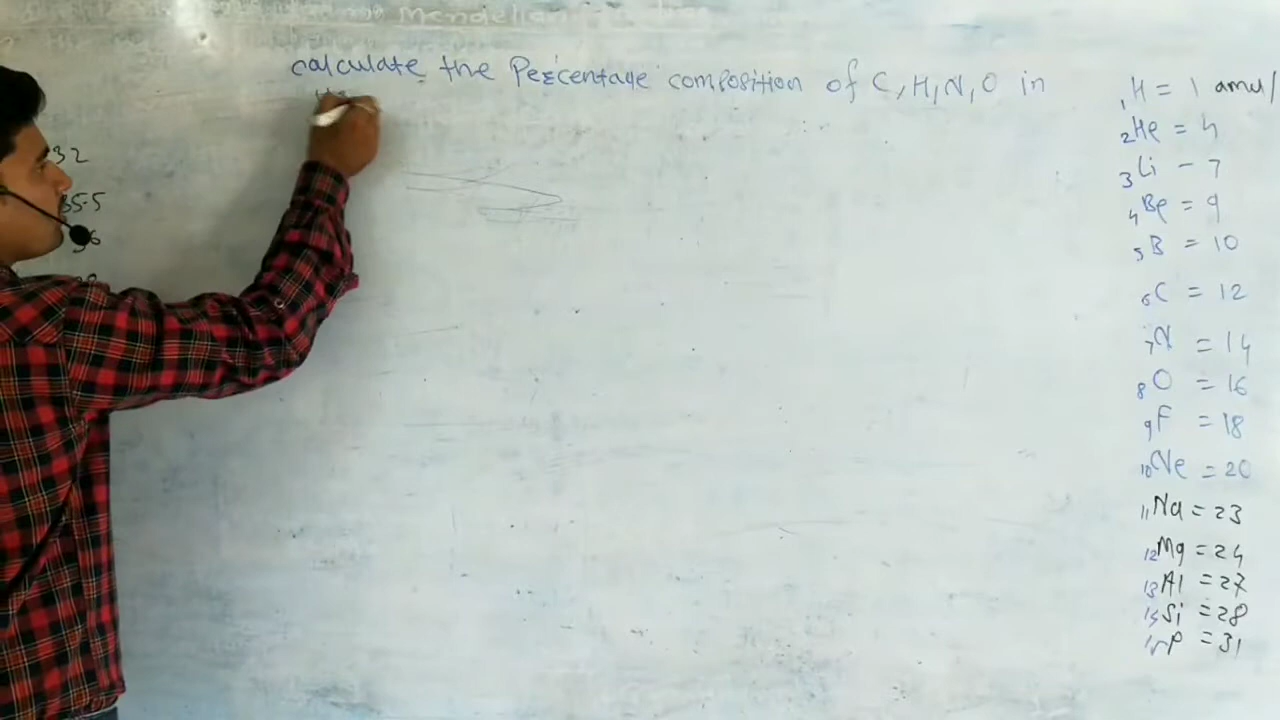 Mendelian
calculate the Percentage composition of C, H, N, O in
32
35.5
36
1H = 1 amu/
2He = 4
3Li - 7
4Be = 9
5B = 10
6C = 12
7N = 14
8O = 16
9F = 18
10Ne = 20
11Na = 23
12Mg = 24
13Al = 27
14Si = 28
15P = 31